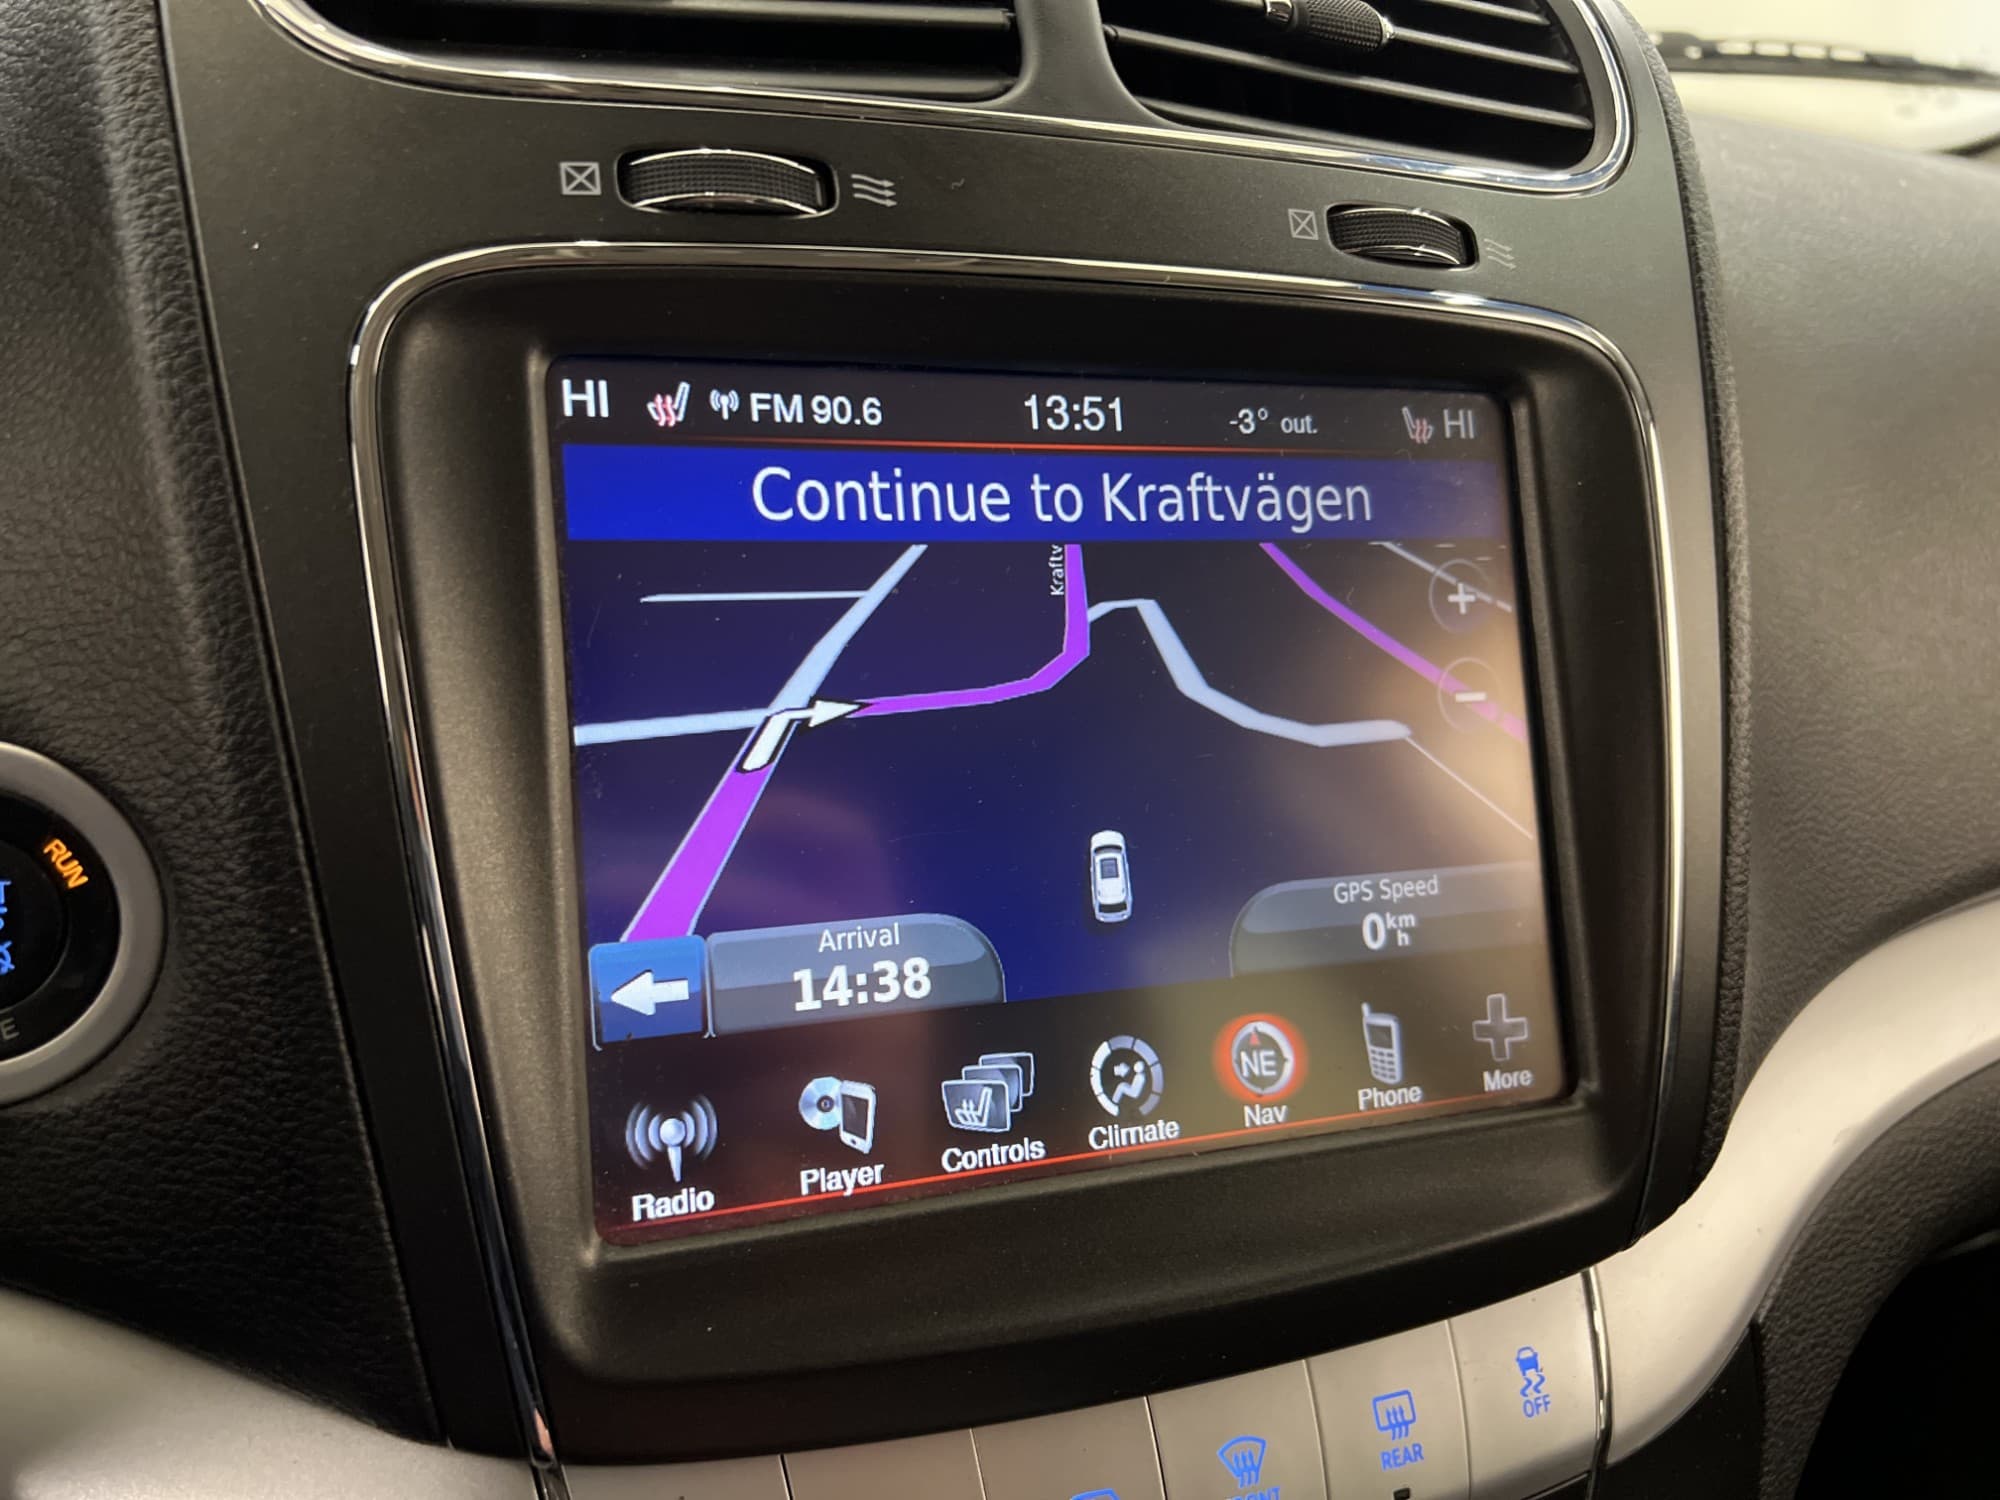 HI FM 90.6 13:51 -3° out. HI
Continue to Kraftvägen
Kraftv
+
-
GPS Speed
0 km h
Arrival
14:38
RUN
NE
Radio Player Controls Climate Nav Phone More
OFF
REAR